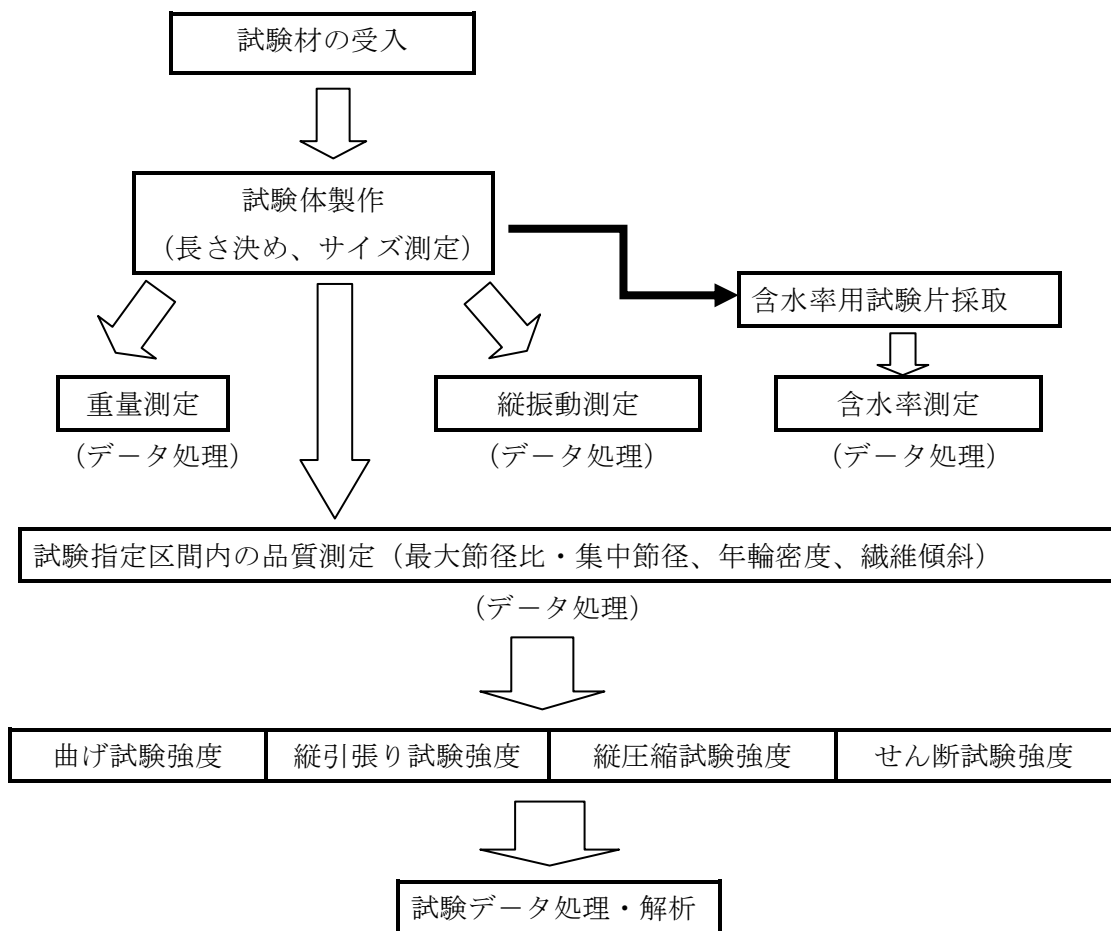 試験材の受入
試験体製作
（長さ決め、サイズ測定）
含水率用試験片採取
重量測定
縦振動測定
含水率測定
（データ処理）
（データ処理）
（データ処理）
試験指定区間内の品質測定（最大節径比・集中節径、年輪密度、繊維傾斜）
（データ処理）
曲げ試験強度
縦引張り試験強度
縦圧縮試験強度
せん断試験強度
試験データ処理・解析